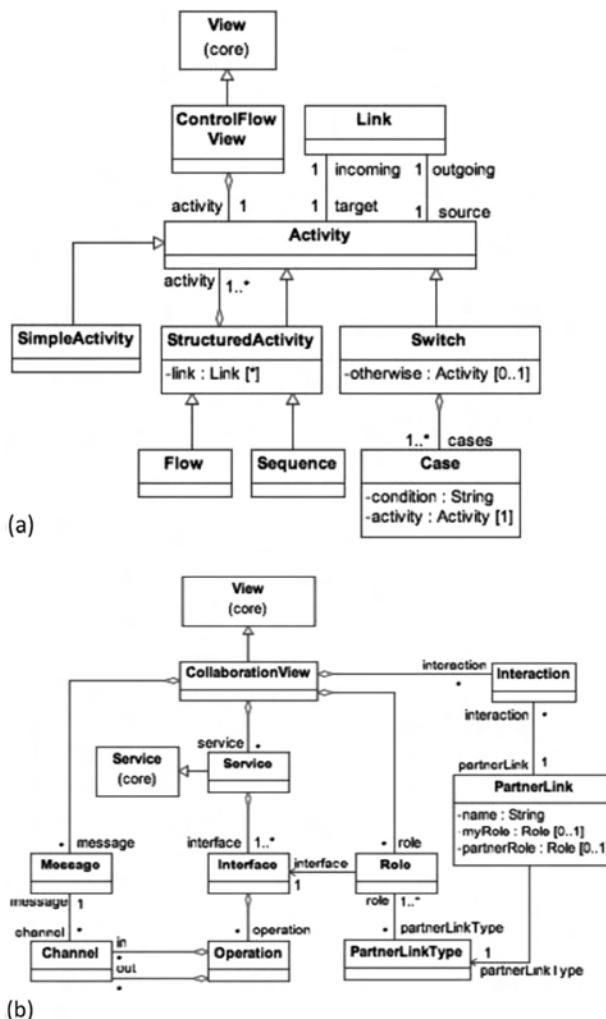 View
(core)
ControlFlow
View
Link
1 incoming 1 outgoing
activity 1 1 target 1 source
Activity
activity 1..*
SimpleActivity
StructuredActivity
-link : Link [*]
Switch
-otherwise : Activity [0..1]
1..* cases
Flow
Sequence
Case
-condition : String
-activity : Activity [1]
(a)
View
(core)
CollaborationView
interaction
*
Interaction
interaction *
service *
Service
(core)
Service
partnerLink 1
PartnerLink
-name : String
-myRole : Role [0..1]
-partnerRole : Role [0..1]
* message
interface 1..*
* role
Message
Interface
interface
1
Role
message 1
role 1..*
channel *
in
*
operation
*
* partnerLinkType
Channel
out
*
Operation
PartnerLinkType
1
partnerLinkType
(b)